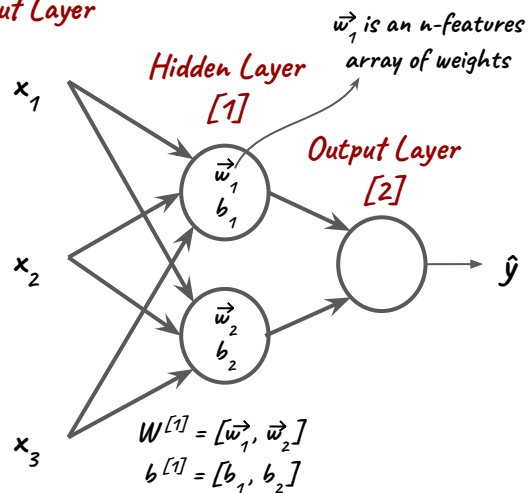 ut Layer
w⃗₁ is an n-features
array of weights
Hidden Layer
[1]
Output Layer
[2]
x₁
x₂
x₃
w⃗₁
b₁
w⃗₂
b₂
ŷ
W^[1] = [w⃗₁, w⃗₂]
b^[1] = [b₁, b₂]